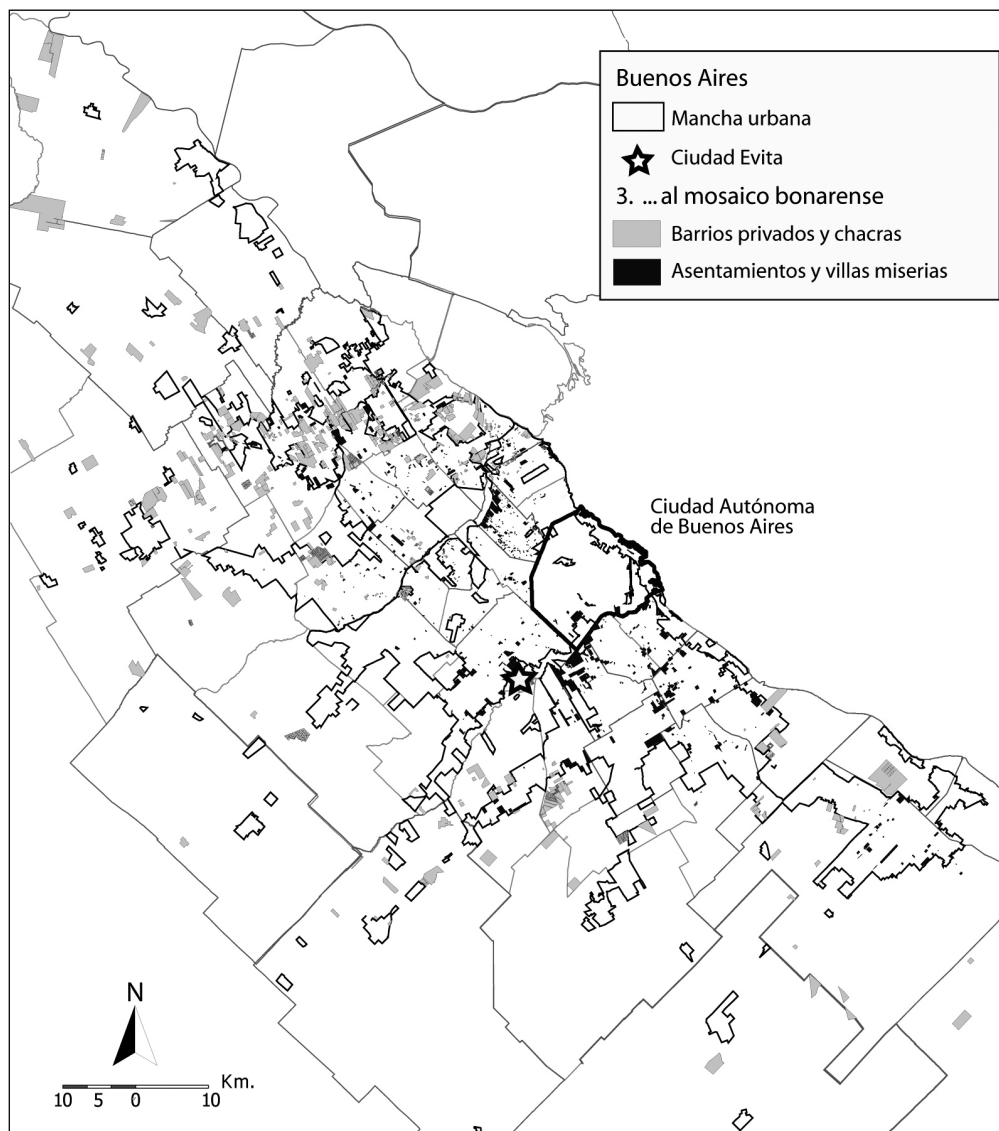 Buenos Aires
Mancha urbana
Ciudad Evita
3. ... al mosaico bonarense
Barrios privados y chacras
Asentamientos y villas miserias
Ciudad Autónoma
de Buenos Aires
N
Km.
10 5 0 10